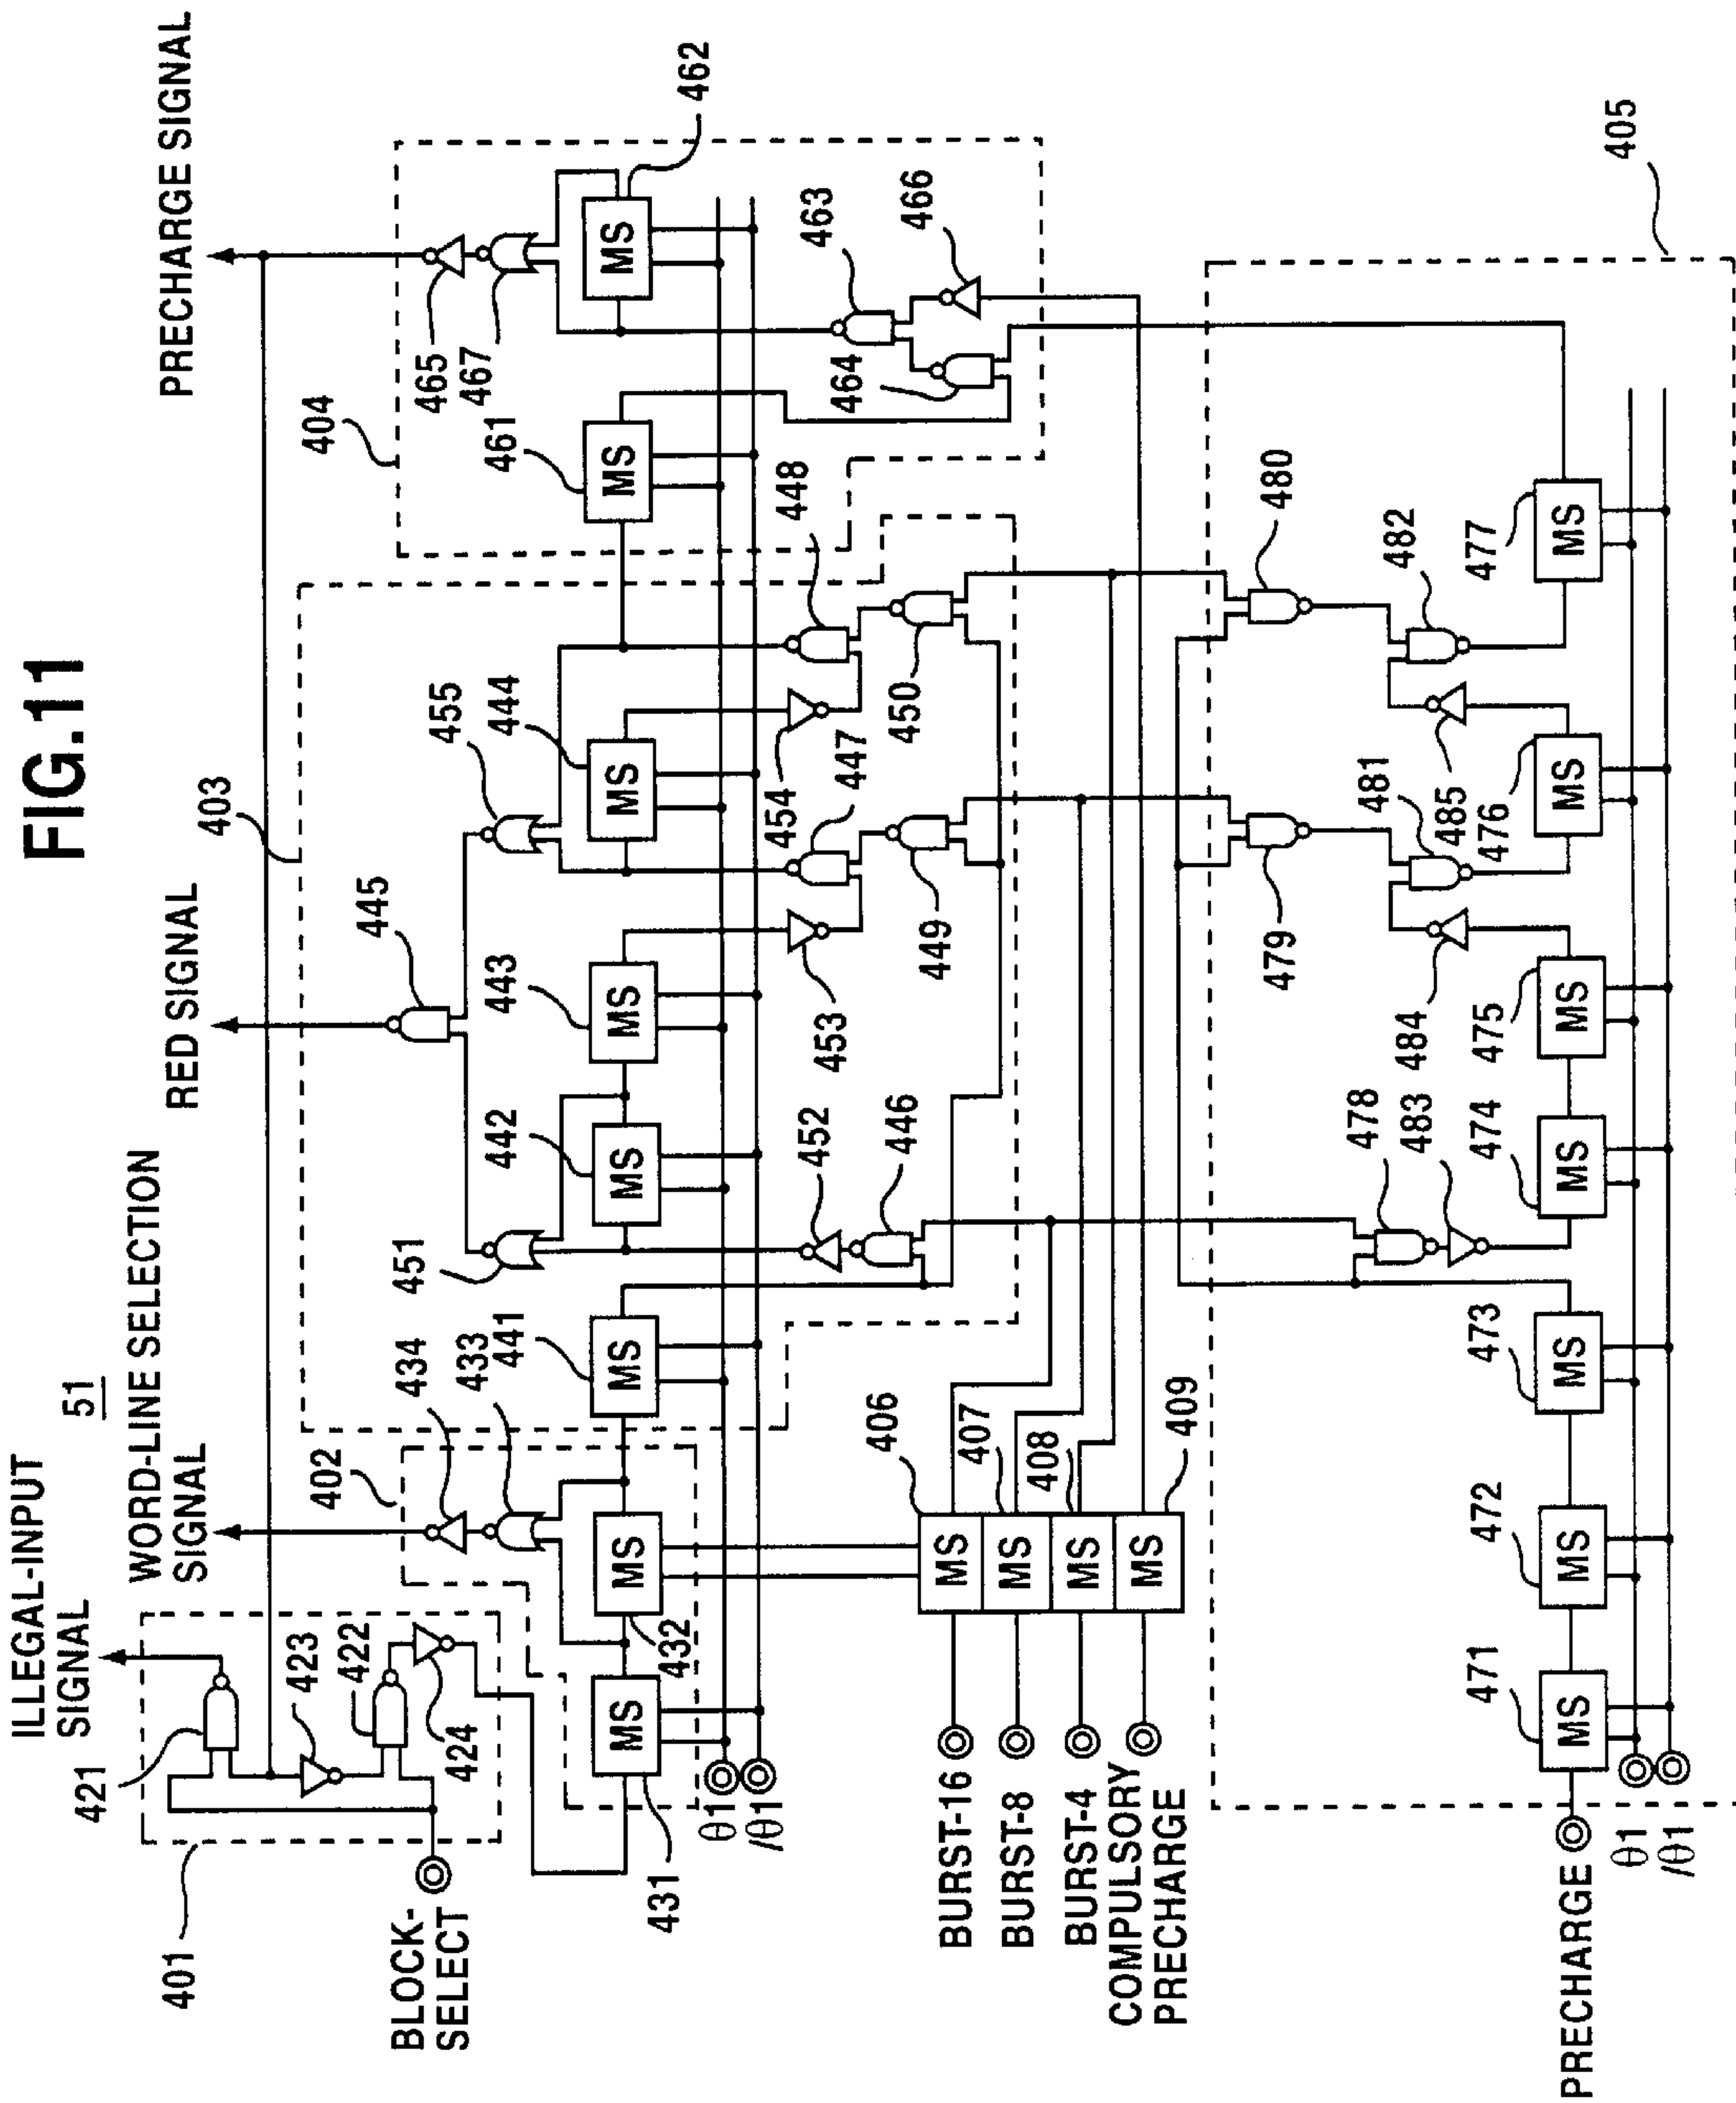 FIG.11
ILLEGAL-INPUT
SIGNAL
51
WORD-LINE SELECTION
SIGNAL
RED SIGNAL
PRECHARGE SIGNAL
401
421
423
422
424
BLOCK-
SELECT
402
434
433
431
MS
432
MS
θ1
/θ1
403
445
451
455
441
MS
442
MS
443
MS
444
MS
452
446
453
447
449
454
448
450
404
465
467
461
MS
462
MS
463
464
466
BURST-16
BURST-8
BURST-4
COMPULSORY
PRECHARGE
406
MS
407
MS
408
MS
409
MS
405
478
483
479
481
484
480
482
485
471
MS
472
MS
473
MS
474
MS
475
MS
476
MS
477
MS
PRECHARGE
θ1
/θ1